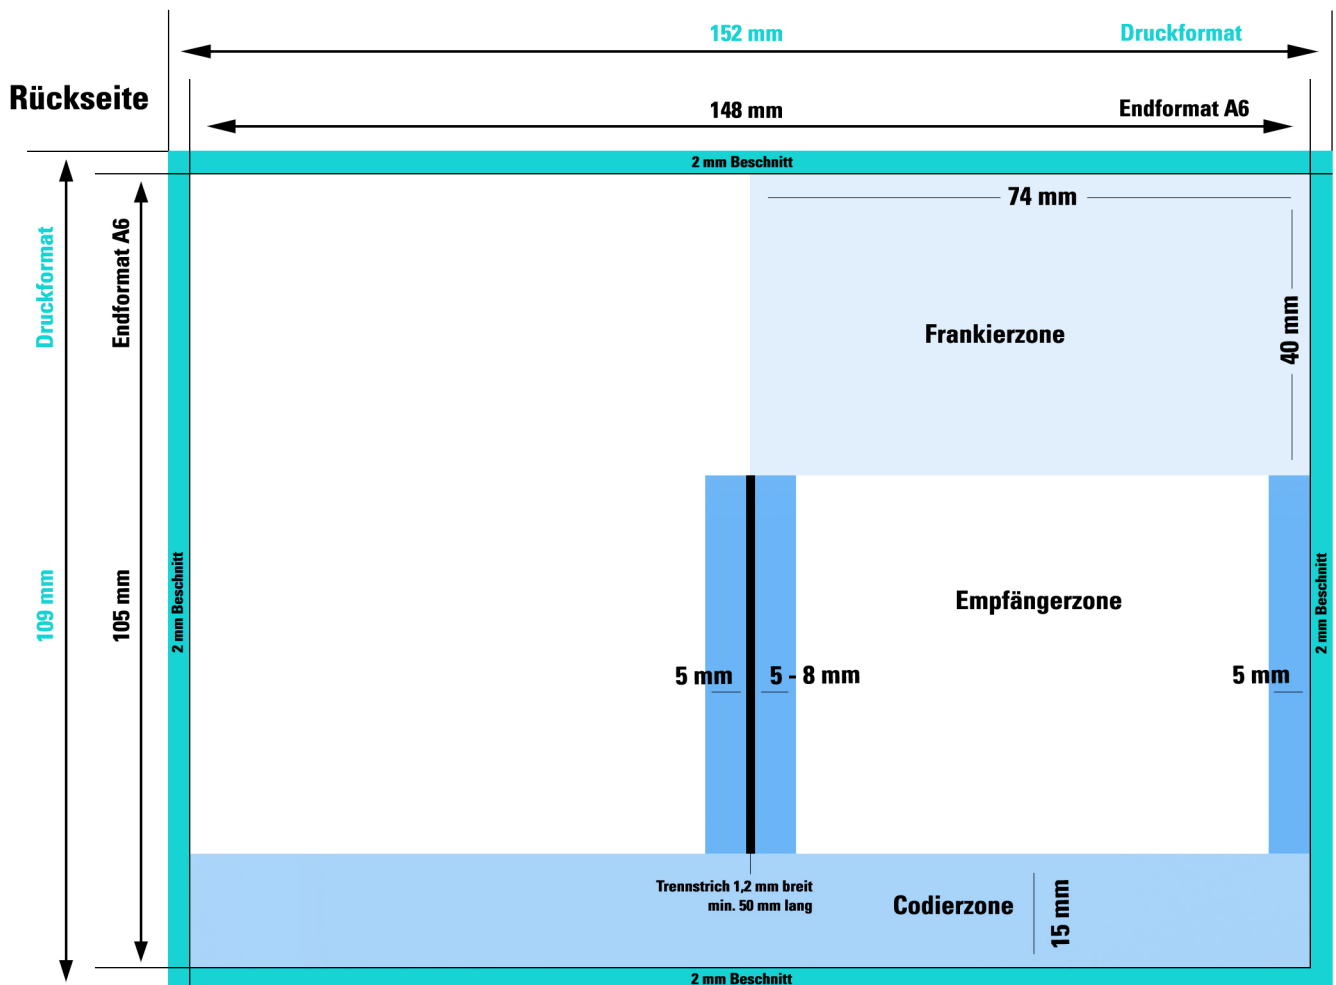 152 mm
Druckformat
Rückseite
148 mm
Endformat A6
2 mm Beschnitt
74 mm
Druckformat
Endformat A6
40 mm
Frankierzone
109 mm
105 mm
2 mm Beschnitt
Empfängerzone
2 mm Beschnitt
5 mm
5 - 8 mm
5 mm
Trennstrich 1,2 mm breit
min. 50 mm lang
Codierzone
15 mm
2 mm Beschnitt